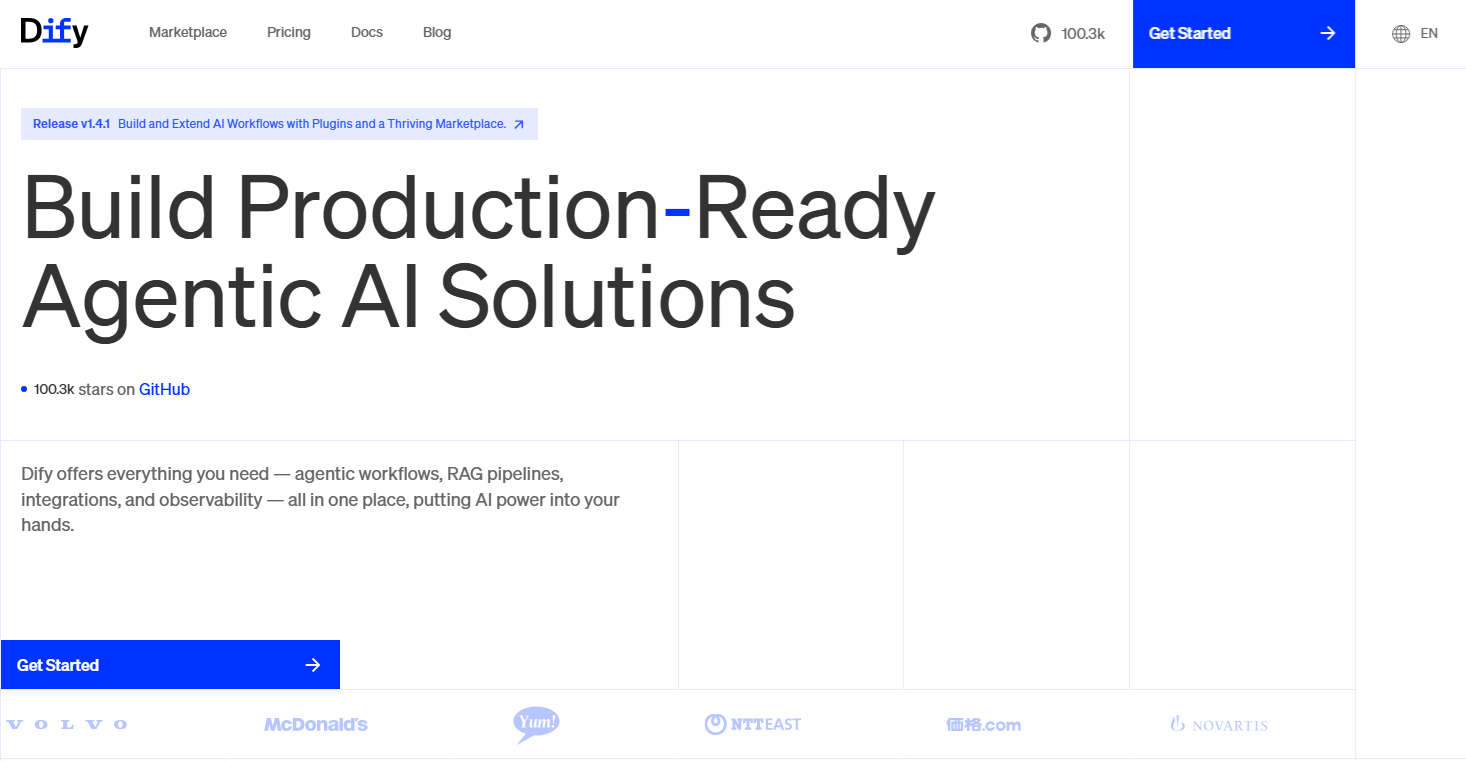 Dify
Marketplace Pricing Docs Blog
100.3k
Get Started
EN
Release v1.4.1 Build and Extend AI Workflows with Plugins and a Thriving Marketplace.
Build Production-Ready
Agentic AI Solutions
100.3k stars on GitHub
Dify offers everything you need — agentic workflows, RAG pipelines,
integrations, and observability — all in one place, putting AI power into your
hands.
Get Started
VOLVO
McDonald's
Yum!
NTT EAST
価格.com
NOVARTIS